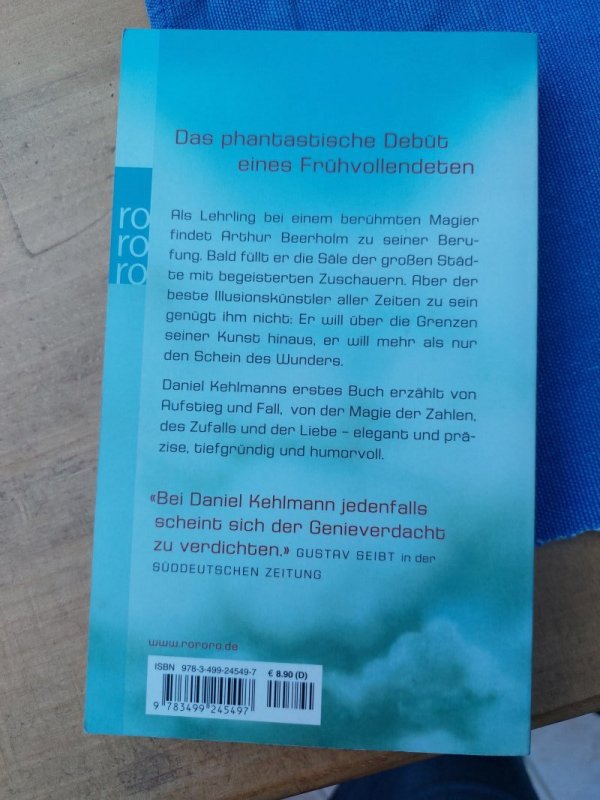 Das phantastische Debüt
eines Frühvollendeten
ro
ro
ro
Als Lehrling bei einem berühmten Magier
findet Arthur Beerholm zu seiner Beru-
fung. Bald füllt er die Säle der großen Städ-
te mit begeisterten Zuschauern. Aber der
beste Illusionskünstler aller Zeiten zu sein
genügt ihm nicht: Er will über die Grenzen
seiner Kunst hinaus, er will mehr als nur
den Schein des Wunders.
Daniel Kehlmanns erstes Buch erzählt von
Aufstieg und Fall, von der Magie der Zahlen,
des Zufalls und der Liebe – elegant und prä-
zise, tiefgründig und humorvoll.
«Bei Daniel Kehlmann jedenfalls
scheint sich der Genieverdacht
zu verdichten.» GUSTAV SEIBT in der
SÜDDEUTSCHEN ZEITUNG
www.rororo.de
ISBN 978-3-499-24549-7 € 8.90 (D)
9 783499 245497